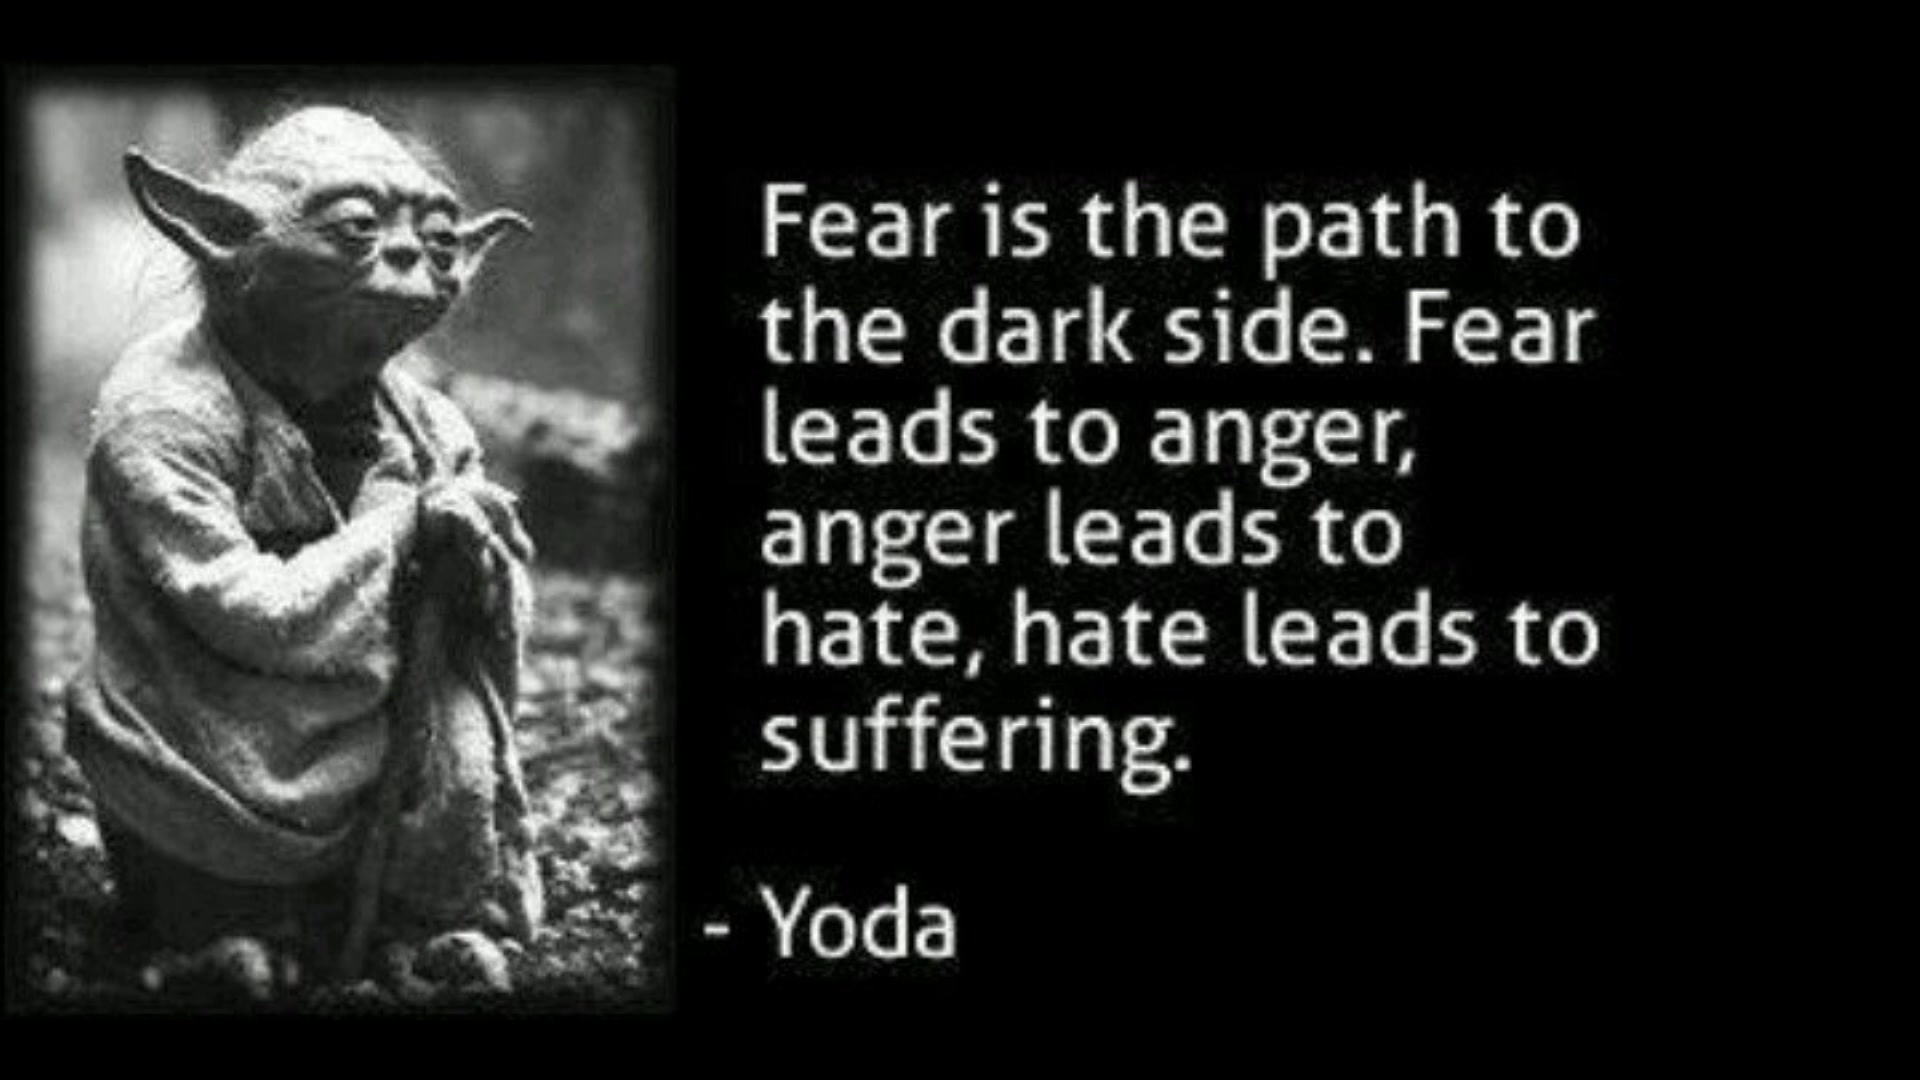 Fear is the path to
the dark side. Fear
leads to anger,
anger leads to
hate, hate leads to
suffering.
- Yoda